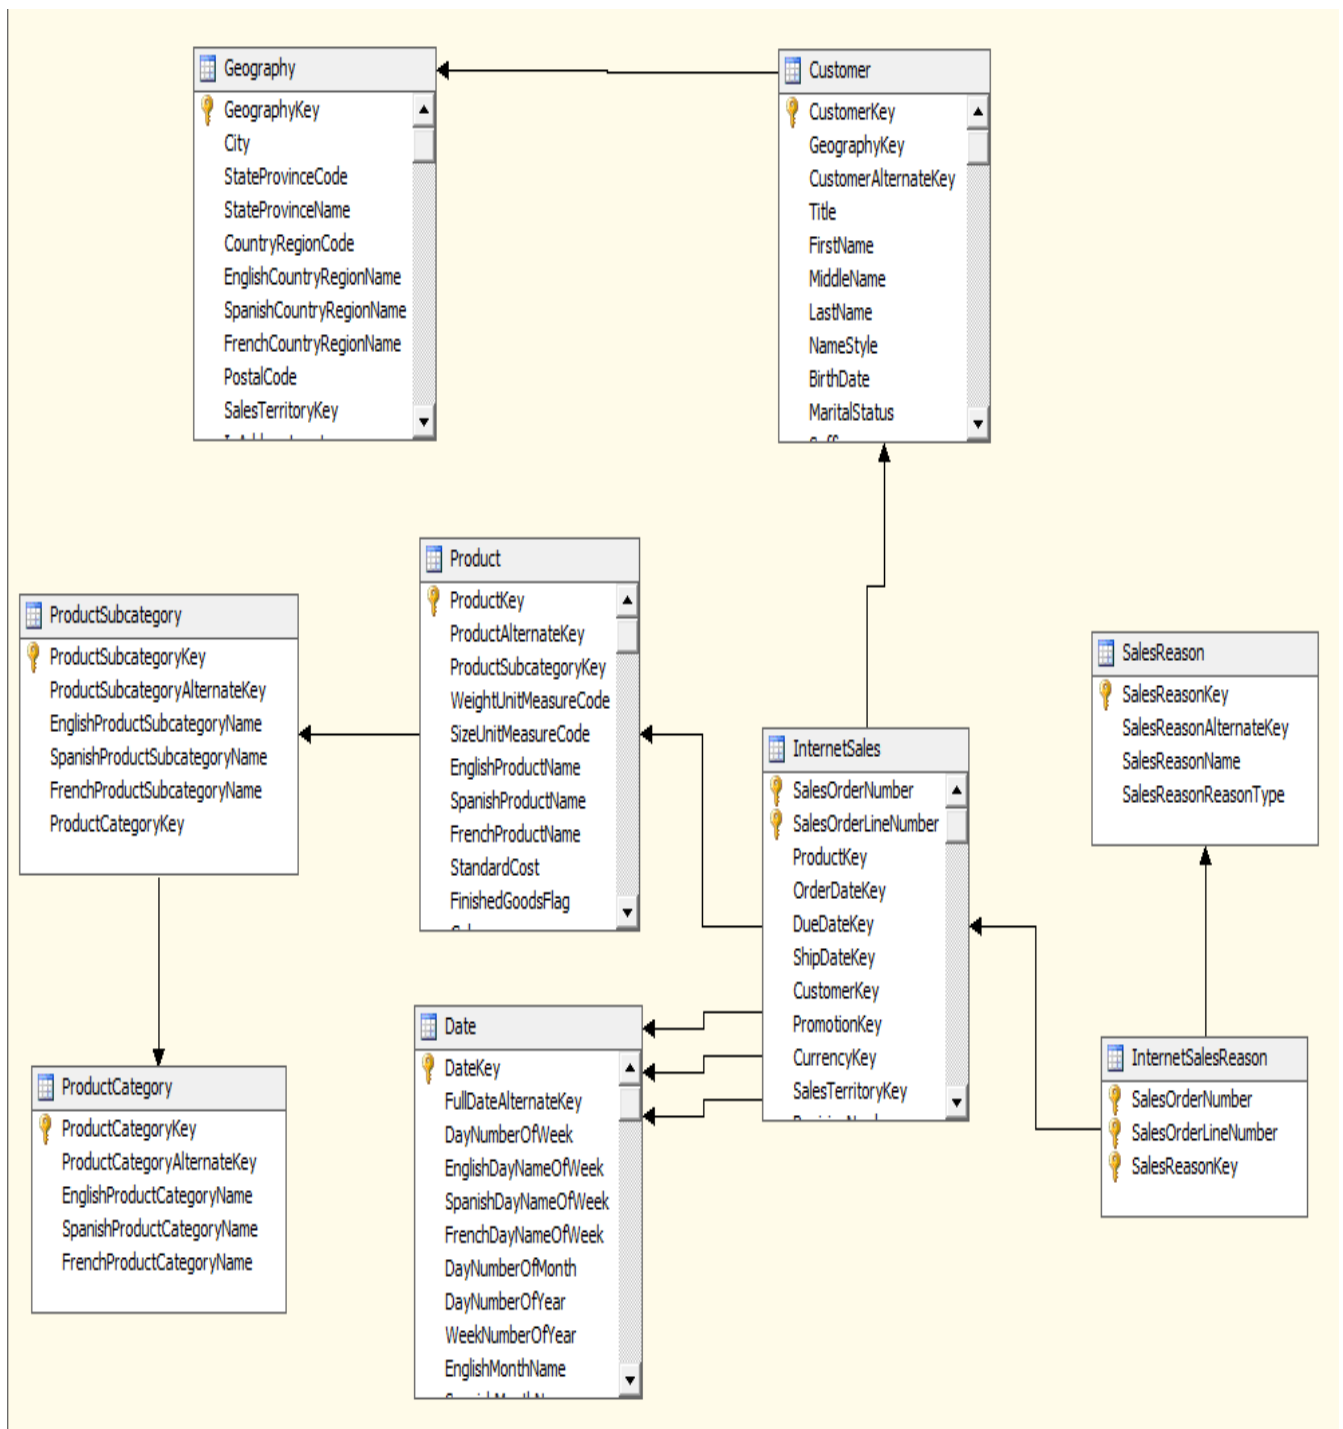 Geography
GeographyKey
City
StateProvinceCode
StateProvinceName
CountryRegionCode
EnglishCountryRegionName
SpanishCountryRegionName
FrenchCountryRegionName
PostalCode
SalesTerritoryKey
Customer
CustomerKey
GeographyKey
CustomerAlternateKey
Title
FirstName
MiddleName
LastName
NameStyle
BirthDate
MaritalStatus
Product
ProductKey
ProductAlternateKey
ProductSubcategoryKey
WeightUnitMeasureCode
SizeUnitMeasureCode
EnglishProductName
SpanishProductName
FrenchProductName
StandardCost
FinishedGoodsFlag
ProductSubcategory
ProductSubcategoryKey
ProductSubcategoryAlternateKey
EnglishProductSubcategoryName
SpanishProductSubcategoryName
FrenchProductSubcategoryName
ProductCategoryKey
SalesReason
SalesReasonKey
SalesReasonAlternateKey
SalesReasonName
SalesReasonReasonType
InternetSales
SalesOrderNumber
SalesOrderLineNumber
ProductKey
OrderDateKey
DueDateKey
ShipDateKey
CustomerKey
PromotionKey
CurrencyKey
SalesTerritoryKey
Date
DateKey
FullDateAlternateKey
DayNumberOfWeek
EnglishDayNameOfWeek
SpanishDayNameOfWeek
FrenchDayNameOfWeek
DayNumberOfMonth
DayNumberOfYear
WeekNumberOfYear
EnglishMonthName
InternetSalesReason
SalesOrderNumber
SalesOrderLineNumber
SalesReasonKey
ProductCategory
ProductCategoryKey
ProductCategoryAlternateKey
EnglishProductCategoryName
SpanishProductCategoryName
FrenchProductCategoryName